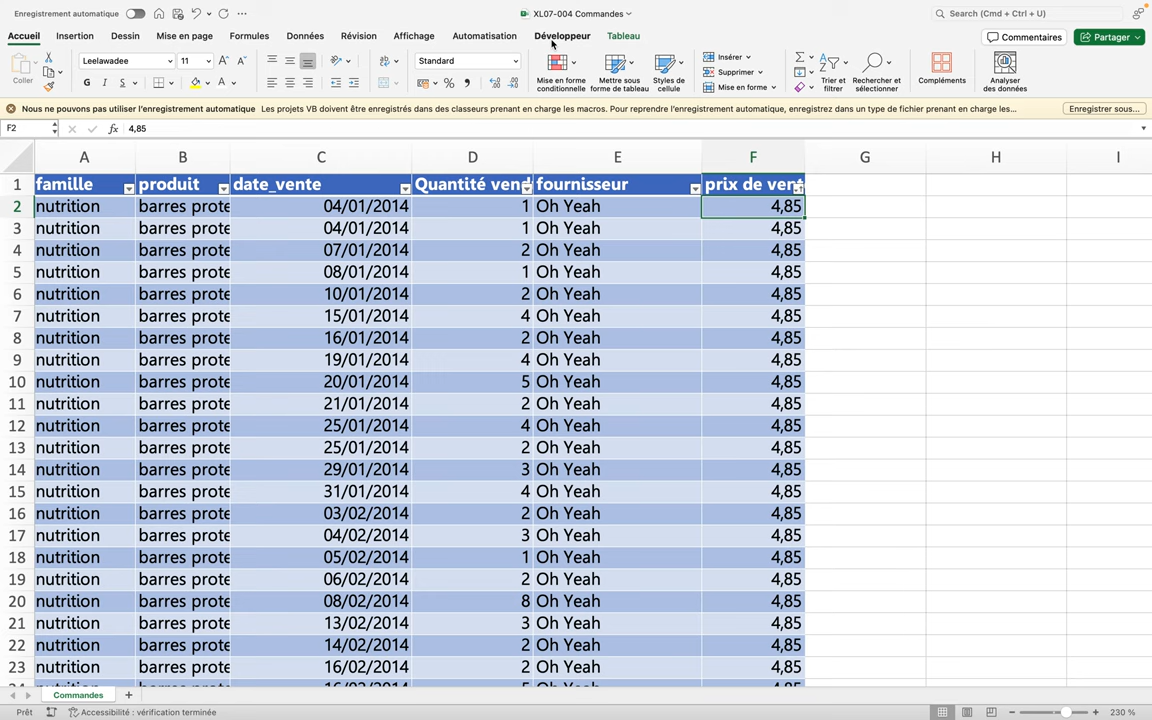 Enregistrement automatique
XL07-004 Commandes
Search (Cmd + Ctrl + U)
Accueil Insertion Dessin Mise en page Formules Données Révision Affichage Automatisation Développeur Tableau
Commentaires Partager
Coller
Leelawadee 11
G I S
Standard
Mise en forme conditionnelle
Mettre sous forme de tableau
Styles de cellule
Insérer
Supprimer
Mise en forme
Trier et filtrer
Rechercher et sélectionner
Compléments
Analyser des données
Nous ne pouvons pas utiliser l'enregistrement automatique Les projets VB doivent être enregistrés dans des classeurs prenant en charge les macros. Pour reprendre l'enregistrement automatique, enregistrez dans un type de fichier prenant en charge les... Enregistrer sous...
F2 fx 4,85
A B C D E F G H I
1 famille produit date_vente Quantité vend fournisseur prix de vent
2 nutrition barres prote 04/01/2014 1 Oh Yeah 4,85
3 nutrition barres prote 04/01/2014 1 Oh Yeah 4,85
4 nutrition barres prote 07/01/2014 2 Oh Yeah 4,85
5 nutrition barres prote 08/01/2014 1 Oh Yeah 4,85
6 nutrition barres prote 10/01/2014 2 Oh Yeah 4,85
7 nutrition barres prote 15/01/2014 4 Oh Yeah 4,85
8 nutrition barres prote 16/01/2014 2 Oh Yeah 4,85
9 nutrition barres prote 19/01/2014 4 Oh Yeah 4,85
10 nutrition barres prote 20/01/2014 5 Oh Yeah 4,85
11 nutrition barres prote 21/01/2014 2 Oh Yeah 4,85
12 nutrition barres prote 25/01/2014 4 Oh Yeah 4,85
13 nutrition barres prote 25/01/2014 2 Oh Yeah 4,85
14 nutrition barres prote 29/01/2014 3 Oh Yeah 4,85
15 nutrition barres prote 31/01/2014 4 Oh Yeah 4,85
16 nutrition barres prote 03/02/2014 2 Oh Yeah 4,85
17 nutrition barres prote 04/02/2014 3 Oh Yeah 4,85
18 nutrition barres prote 05/02/2014 1 Oh Yeah 4,85
19 nutrition barres prote 06/02/2014 2 Oh Yeah 4,85
20 nutrition barres prote 08/02/2014 8 Oh Yeah 4,85
21 nutrition barres prote 13/02/2014 3 Oh Yeah 4,85
22 nutrition barres prote 14/02/2014 2 Oh Yeah 4,85
23 nutrition barres prote 16/02/2014 2 Oh Yeah 4,85
Commandes
Prêt Accessibilité : vérification terminée 230 %